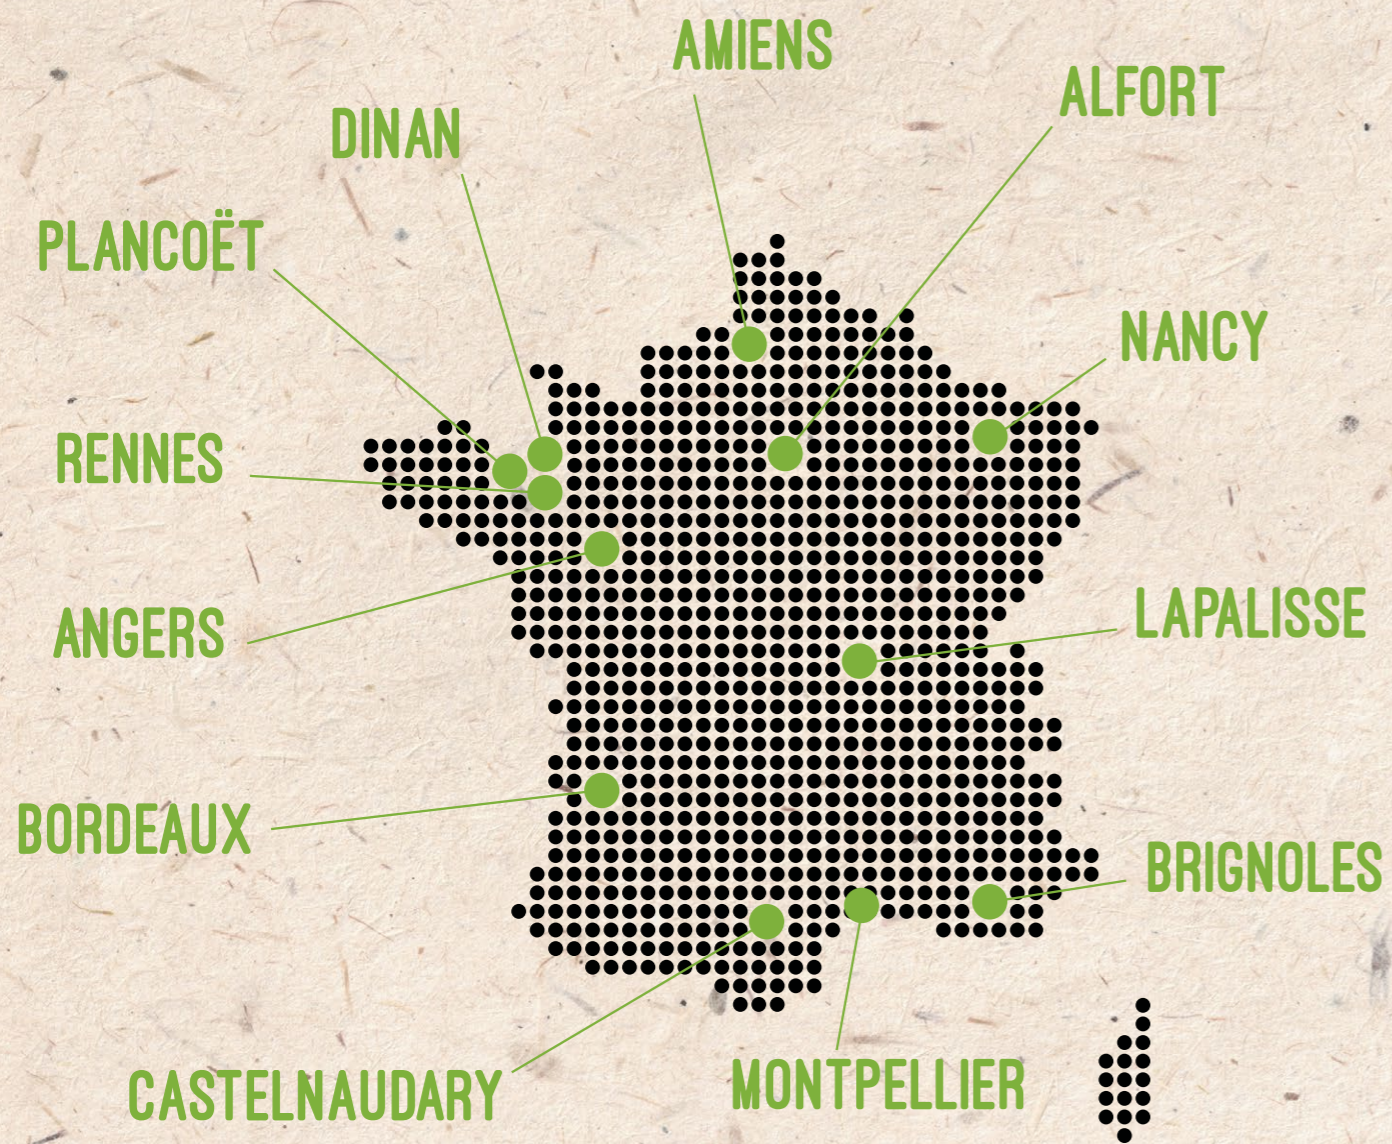 AMIENS
ALFORT
DINAN
PLANCOËT
NANCY
RENNES
ANGERS
LAPALISSE
BORDEAUX
BRIGNOLES
CASTELNAUDARY
MONTPELLIER